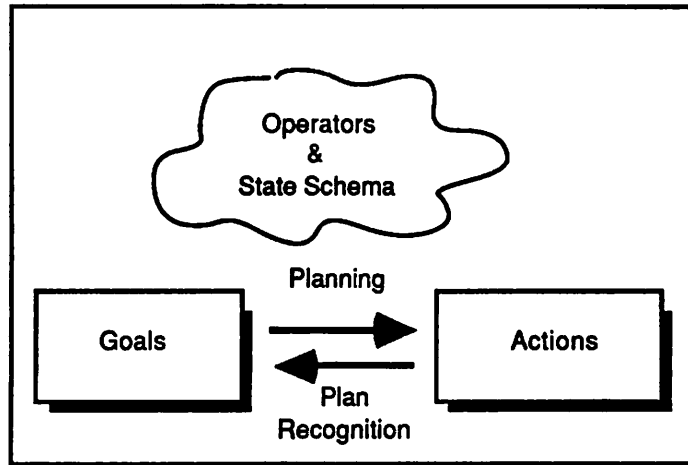 Operators
&
State Schema
Planning
Goals
Actions
Plan
Recognition